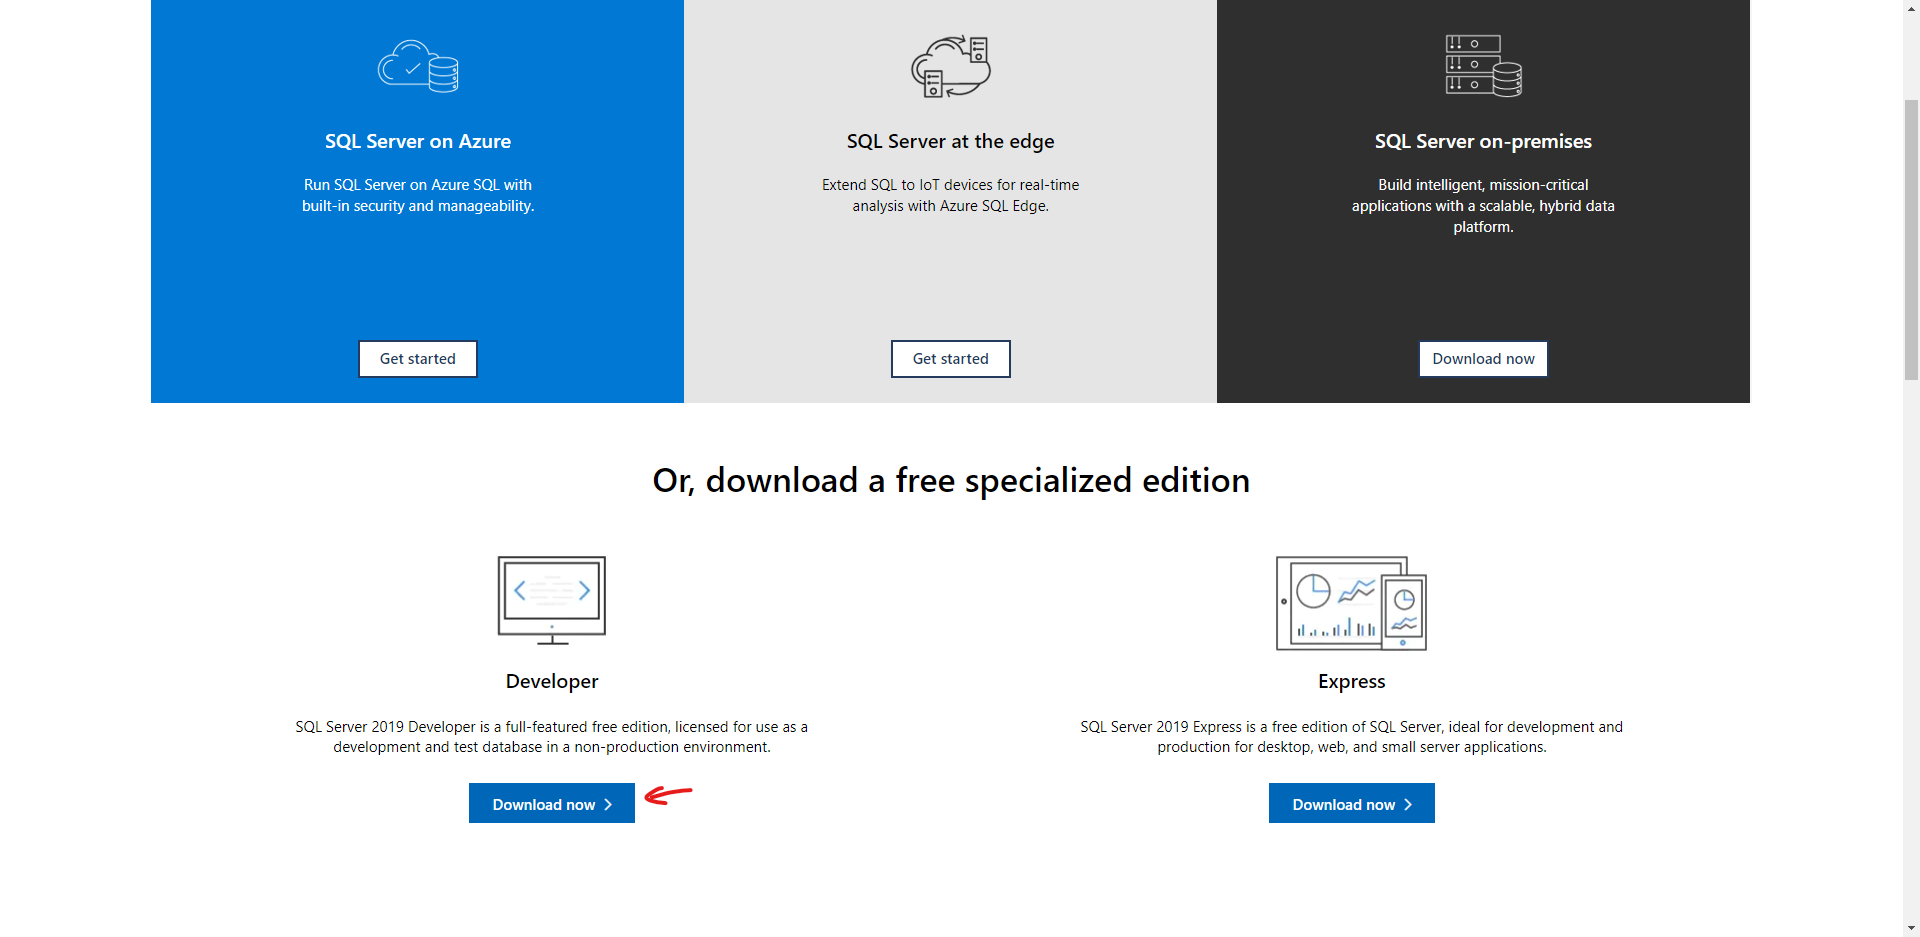 SQL Server on Azure
Run SQL Server on Azure SQL with
built-in security and manageability.
Get started
SQL Server at the edge
Extend SQL to IoT devices for real-time
analysis with Azure SQL Edge.
Get started
SQL Server on-premises
Build intelligent, mission-critical
applications with a scalable, hybrid data
platform.
Download now
Or, download a free specialized edition
Developer
SQL Server 2019 Developer is a full-featured free edition, licensed for use as a
development and test database in a non-production environment.
Download now
Express
SQL Server 2019 Express is a free edition of SQL Server, ideal for development and
production for desktop, web, and small server applications.
Download now